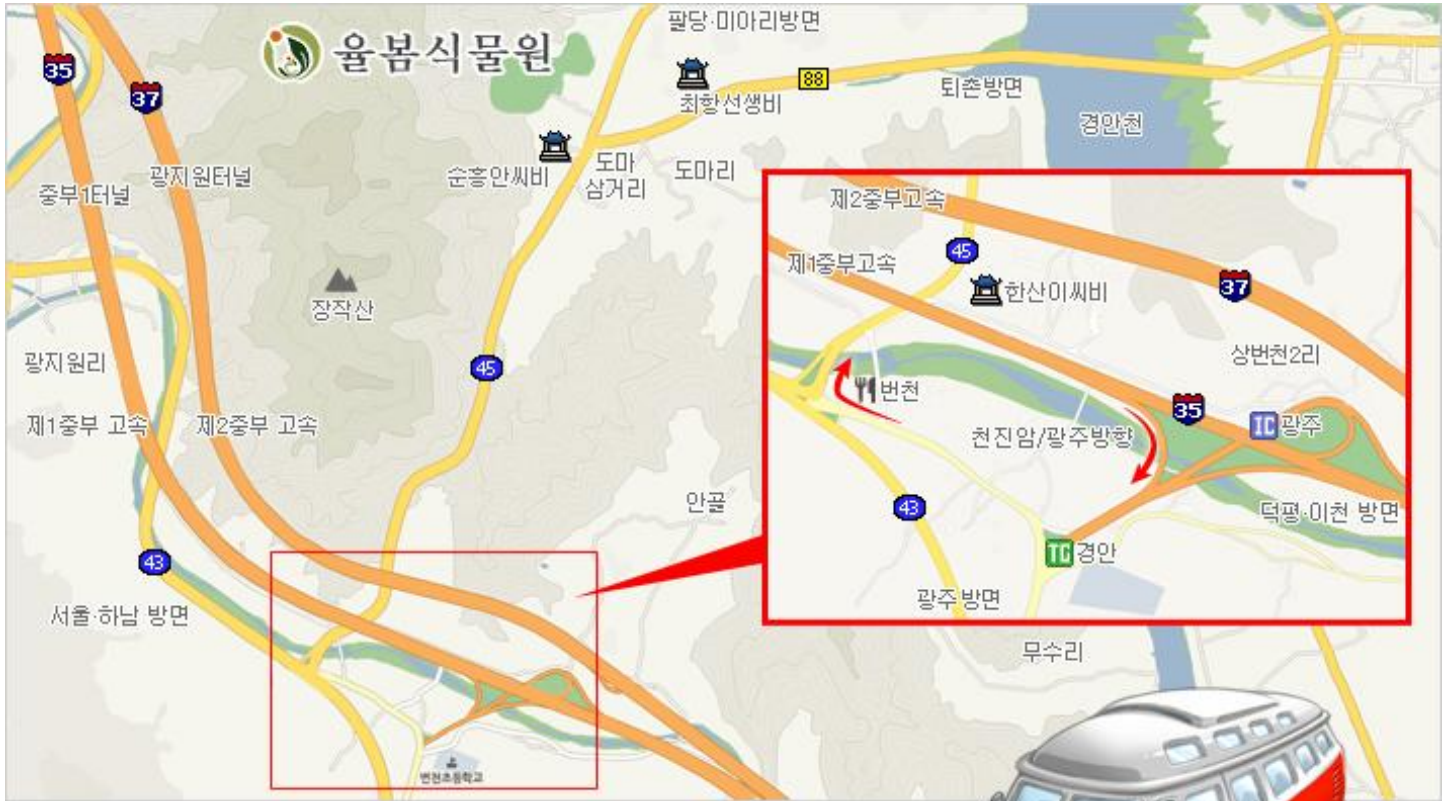 율봄식물원
팔당·미아리방면
35
37
88
최항선생비
퇴촌방면
경안천
광지원터널
중부1터널
순흥안씨비
도마
삼거리
도마리
장작산
광지원리
45
제1중부 고속
제2중부 고속
안골
43
서울·하남 방면
번천초등학교
무수리
제2중부고속
45
제1중부고속
37
한산이씨비
상번천2리
번천
35
IC 광주
천진암/광주방향
43
덕평·이천 방면
TG 경안
광주 방면